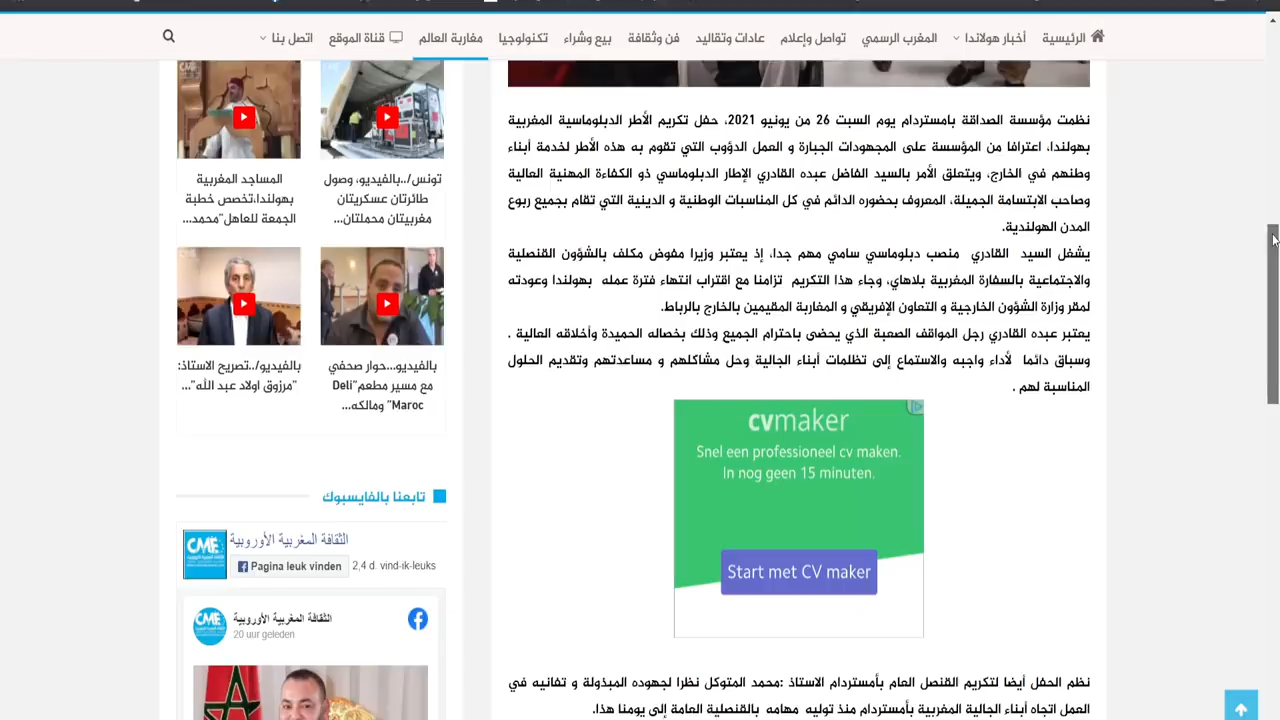 الرئيسية
أخبار هولاندا
المغرب الرسمي
تواصل وإعلام
عادات وتقاليد
فن وثقافة
بيع وشراء
تكنولوجيا
مغاربة العالم
قناة الموقع
اتصل بنا
نظمت مؤسسة الصداقة بامستردام يوم السبت 26 من يونيو 2021، حفل تكريم الأطر الدبلوماسية المغربية
بهولندا، اعترافا من المؤسسة على المجهودات الجبارة و العمل الدؤوب التي تقوم به هذه الأطر لخدمة أبناء
وطنهم في الخارج، ويتعلق الأمر بالسيد الفاضل عبده القادري الإطار الدبلوماسي ذو الكفاءة المهنية العالية
وصاحب الابتسامة الجميلة، المعروف بحضوره الدائم في كل المناسبات الوطنية و الدينية التي تقام بجميع ربوع
المدن الهولندية.
يشغل السيد القادري منصب دبلوماسي سامي مهم جدا، إذ يعتبر وزيرا مفوض مكلف بالشؤون القنصلية
والاجتماعية بالسفارة المغربية بلاهاي، وجاء هذا التكريم تزامنا مع اقتراب انتهاء فترة عمله بهولندا وعودته
لمقر وزارة الشؤون الخارجية و التعاون الإفريقي و المغاربة المقيمين بالخارج بالرباط.
يعتبر عبده القادري رجل المواقف الصعبة الذي يحضى باحترام الجميع وذلك بخصاله الحميدة وأخلاقه العالية .
وسباق دائما لأداء واجبه والاستماع إلى تظلمات أبناء الجالية وحل مشاكلهم و مساعدتهم وتقديم الحلول
المناسبة لهم .
cvmaker
Snel een professioneel cv maken.
In nog geen 15 minuten.
Start met CV maker
نظم الحفل أيضا لتكريم القنصل العام بأمستردام الاستاذ :محمد المتوكل نظرا لجهوده المبذولة و تفانيه في
العمل اتجاه أبناء الجالية المغربية بأمستردام منذ توليه مهامه بالقنصلية العامة إلى يومنا هذا.
تونس/..بالفيديو، وصول
طائرتان عسكريتان
مغربيتان محملتان...
المساجد المغربية
بهولندا،تخصص خطبة
الجمعة للعاهل"محمد...
بالفيديو...حوار صحفي
مع مسير مطعم"Deli
Maroc" ومالكه...
بالفيديو/..تصريح الاستاذ:
"مرزوق اولاد عبد الله"...
تابعنا بالفايسبوك
CME
الثقافة المغربية الأوروبية
Pagina leuk vinden
2,4 d. vind-ik-leuks
CME
الثقافة المغربية الأوروبية
20 uur geleden